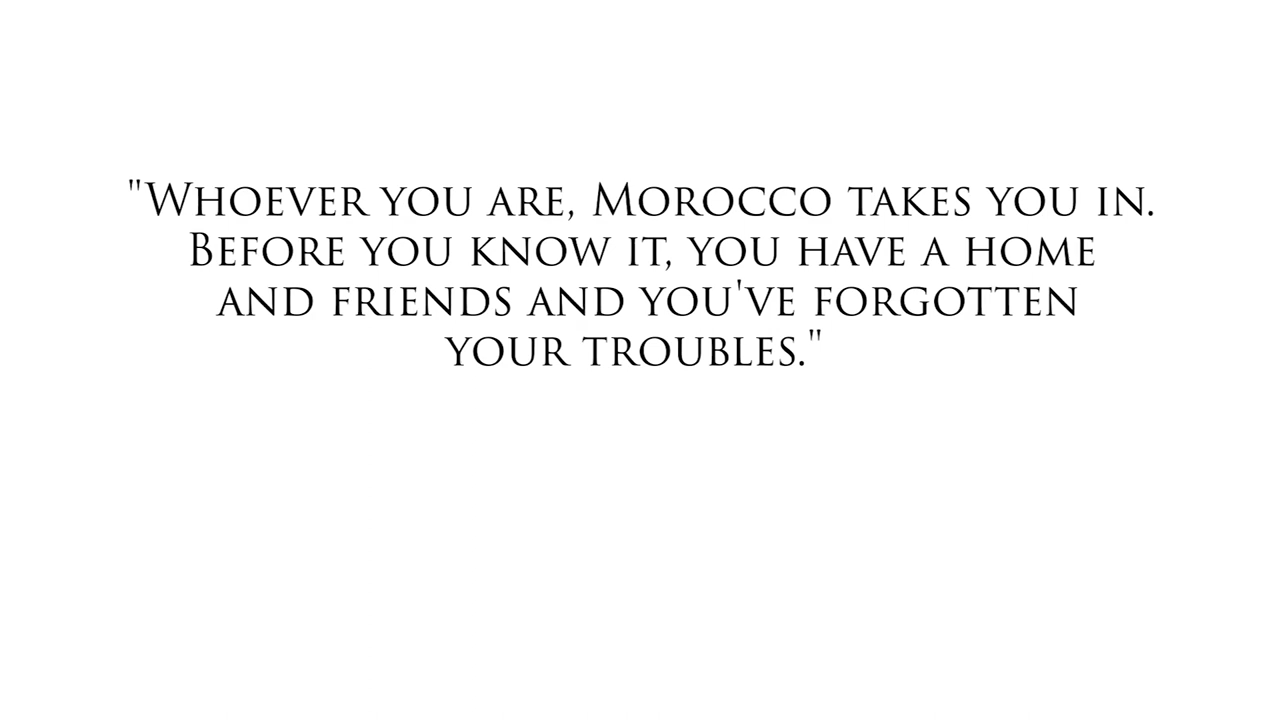 "Whoever you are, Morocco takes you in.
Before you know it, you have a home
and friends and you've forgotten
your troubles."